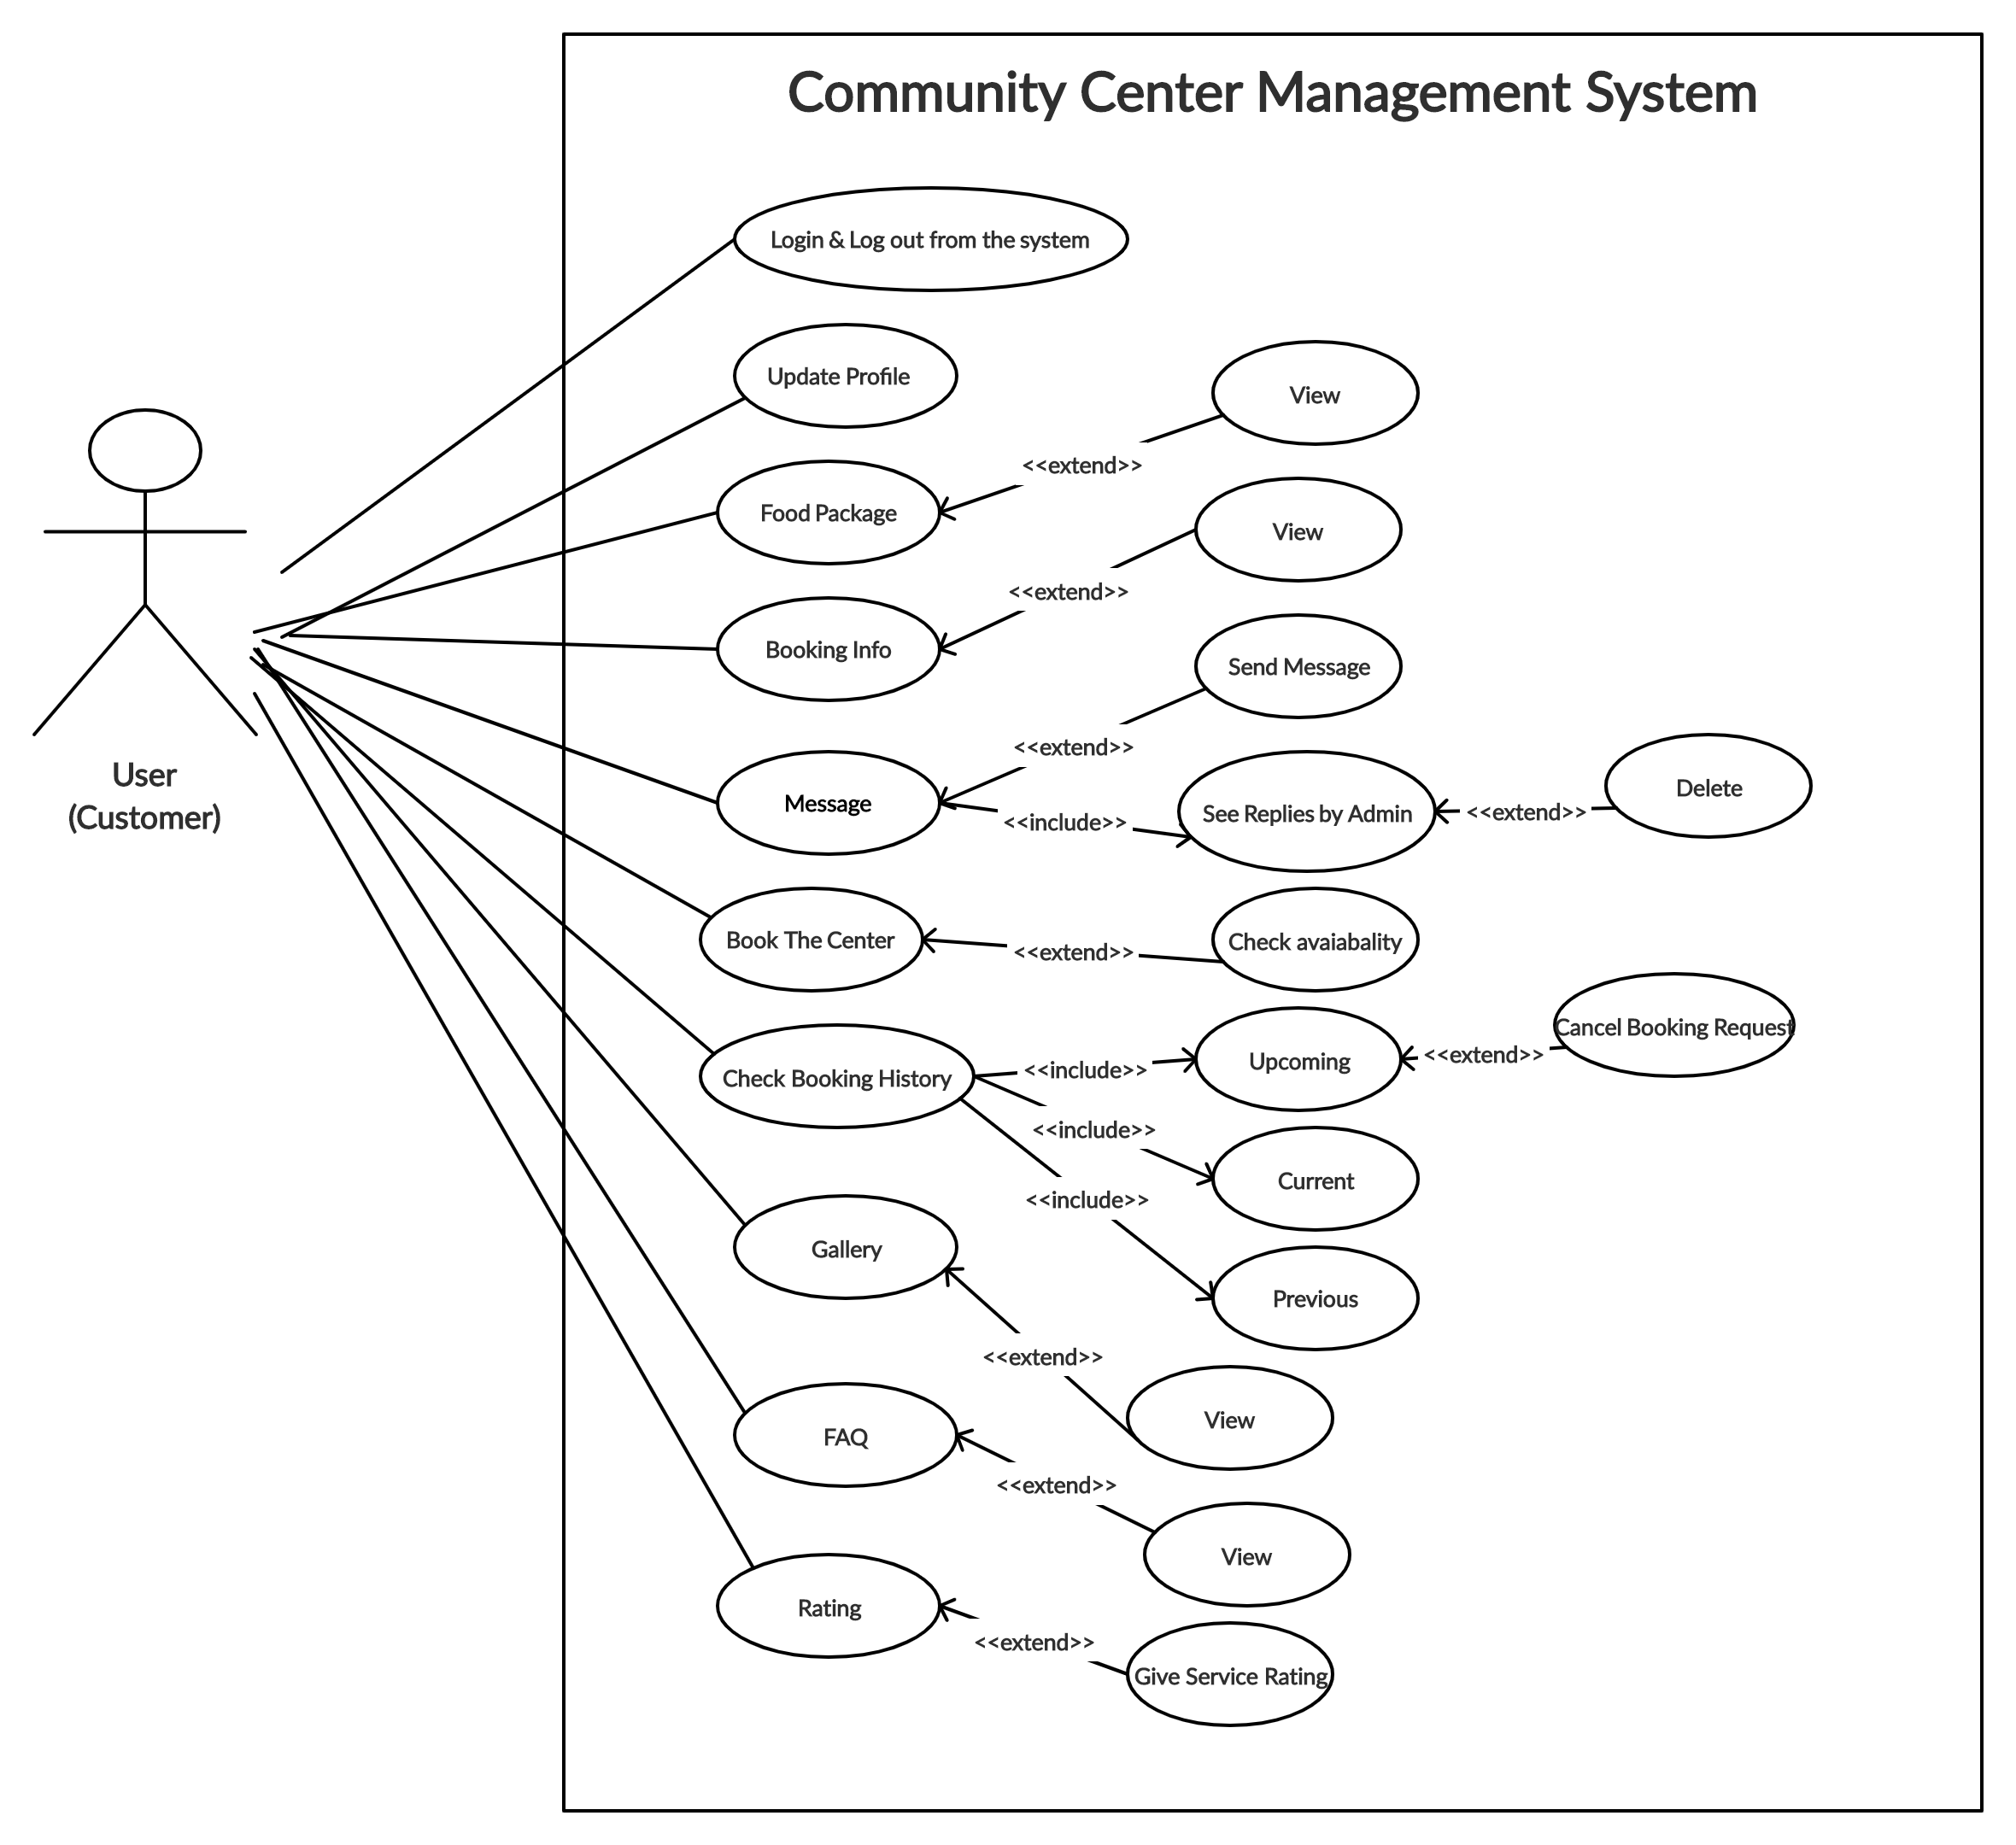 Community Center Management System
Login & Log out from the system
Update Profile
View
<<extend>>
Food Package
View
<<extend>>
Booking Info
Send Message
<<extend>>
User
(Customer)
Message
<<include>>
See Replies by Admin
<<extend>>
Delete
Book The Center
<<extend>>
Check avaiabality
Check Booking History
<<include>>
Upcoming
<<extend>>
Cancel Booking Request
<<include>>
Current
<<include>>
Previous
Gallery
<<extend>>
View
FAQ
<<extend>>
View
Rating
<<extend>>
Give Service Rating